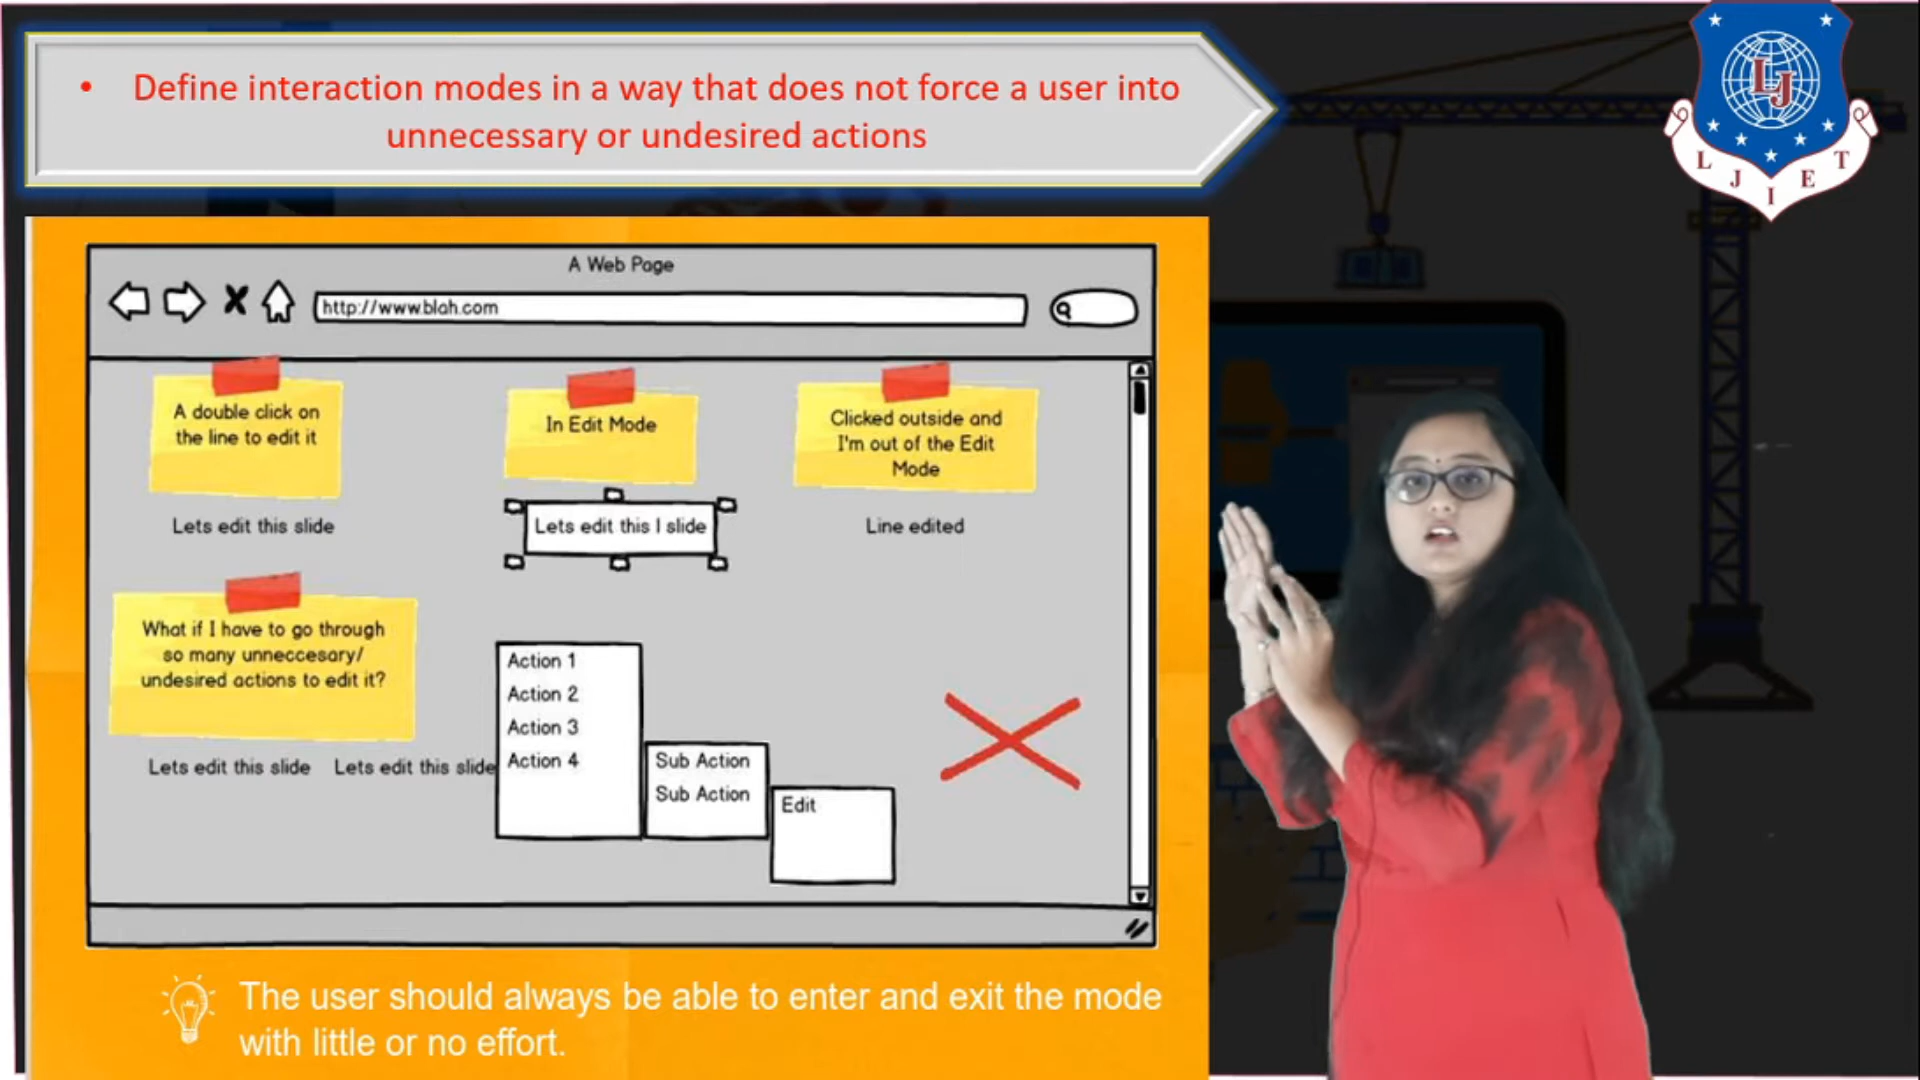 • Define interaction modes in a way that does not force a user into
unnecessary or undesired actions
LJ
L J I E T
A Web Page
http://www.blah.com
A double click on
the line to edit it
In Edit Mode
Clicked outside and
I'm out of the Edit
Mode
Lets edit this slide
Lets edit this I slide
Line edited
What if I have to go through
so many unneccesary/
undesired actions to edit it?
Lets edit this slide
Lets edit this slide
Action 1
Action 2
Action 3
Action 4
Sub Action
Sub Action
Edit
The user should always be able to enter and exit the mode
with little or no effort.